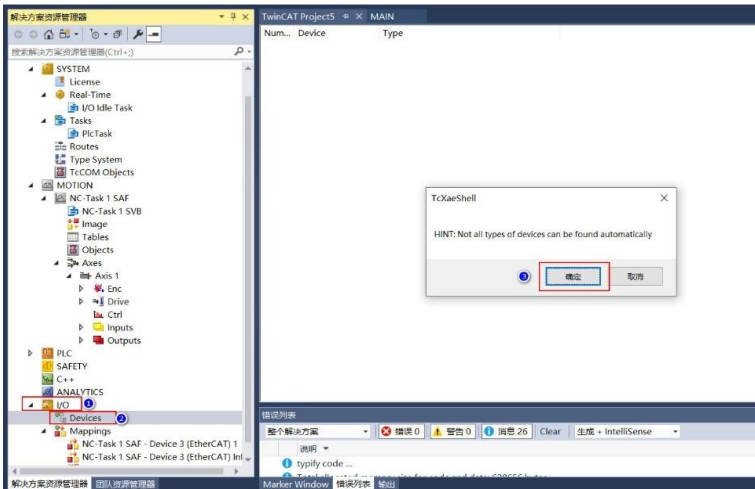 解决方案资源管理器
搜索解决方案资源管理器(Ctrl+;)
SYSTEM
License
Real-Time
I/O Idle Task
Tasks
PlcTask
Routes
Type System
TcCOM Objects
MOTION
NC-Task 1 SAF
NC-Task 1 SVB
Image
Tables
Objects
Axes
Axis 1
Enc
Drive
Ctrl
Inputs
Outputs
PLC
SAFETY
C++
ANALYTICS
I/O 1
Devices 2
Mappings
NC-Task 1 SAF - Device 3 (EtherCAT) 1
NC-Task 1 SAF - Device 3 (EtherCAT) Inf
解决方案资源管理器 团队资源管理器
TwinCAT Project5 MAIN
Num... Device Type
TcXaeShell
HINT: Not all types of devices can be found automatically
3 确定 取消
错误列表
整个解决方案 错误 0 警告 0 消息 26 Clear 生成 + IntelliSense
说明
typify code ...
Marker Window 错误列表 输出